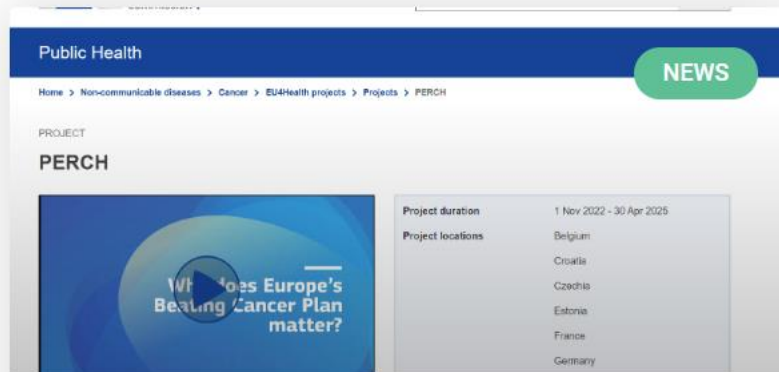 Public Health
NEWS
Home > Non-communicable diseases > Cancer > EU4Health projects > Projects > PERCH
PROJECT
PERCH
Why does Europe's
Beating Cancer Plan
matter?
Project duration 1 Nov 2022 - 30 Apr 2025
Project locations Belgium
Croatia
Czechia
Estonia
France
Germany